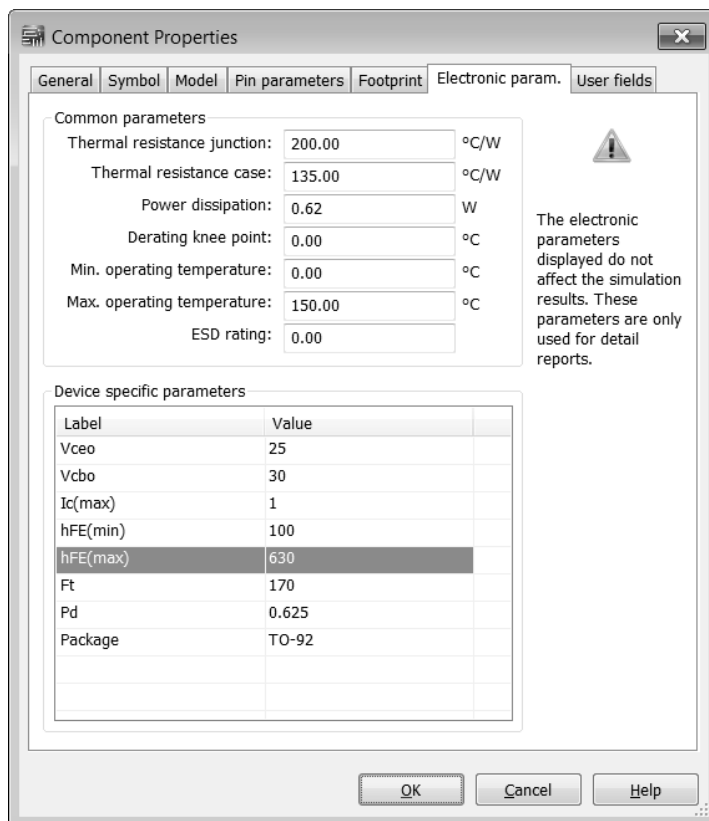 Component Properties
General Symbol Model Pin parameters Footprint Electronic param. User fields
Common parameters
Thermal resistance junction: 200.00 °C/W
Thermal resistance case: 135.00 °C/W
Power dissipation: 0.62 W
Derating knee point: 0.00 °C
Min. operating temperature: 0.00 °C
Max. operating temperature: 150.00 °C
ESD rating: 0.00
The electronic
parameters
displayed do not
affect the simulation
results. These
parameters are only
used for detail
reports.
Device specific parameters
Label Value
Vceo 25
Vcbo 30
Ic(max) 1
hFE(min) 100
hFE(max) 630
Ft 170
Pd 0.625
Package TO-92
OK Cancel Help